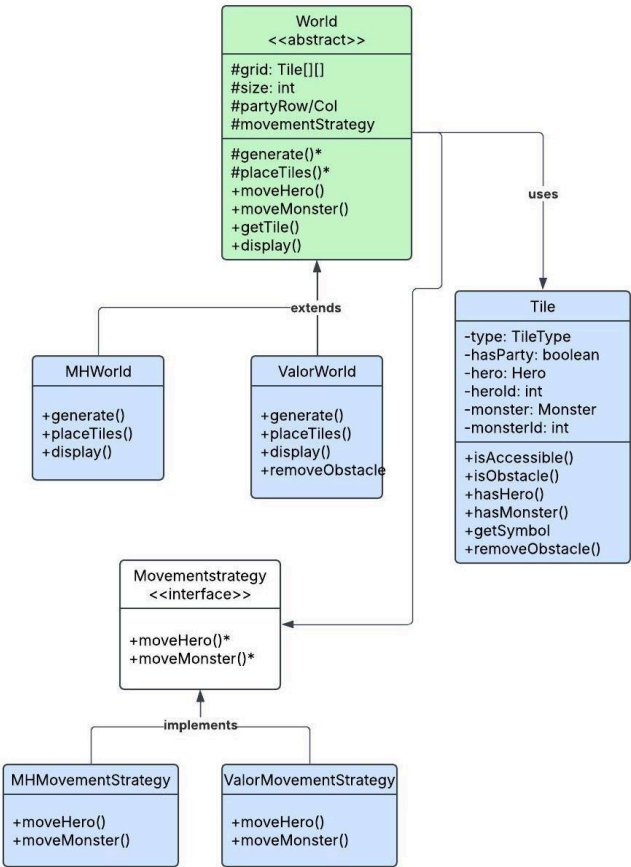 World
<<abstract>>
#grid: Tile[][]
#size: int
#partyRow/Col
#movementStrategy
#generate()*
#placeTiles()*
+moveHero()
+moveMonster()
+getTile()
+display()
uses
extends
Tile
-type: TileType
-hasParty: boolean
-hero: Hero
-heroId: int
-monster: Monster
-monsterId: int
+isAccessible()
+isObstacle()
+hasHero()
+hasMonster()
+getSymbol
+removeObstacle()
MHWorld
+generate()
+placeTiles()
+display()
ValorWorld
+generate()
+placeTiles()
+display()
+removeObstacle
Movementstrategy
<<interface>>
+moveHero()*
+moveMonster()*
implements
MHMovementStrategy
+moveHero()
+moveMonster()
ValorMovementStrategy
+moveHero()
+moveMonster()